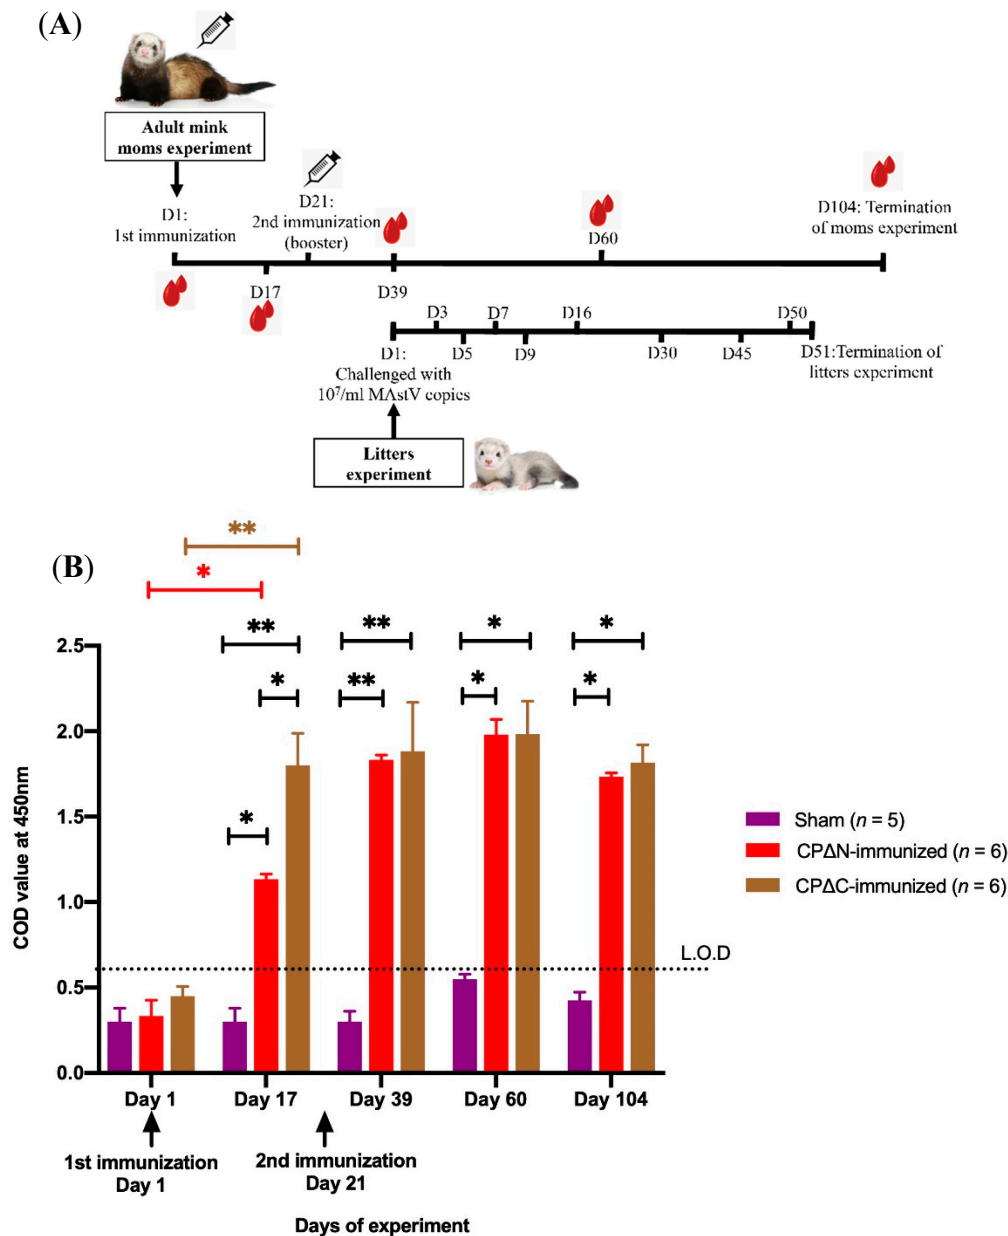 (A)
Adult mink
moms experiment
D1:
1st immunization
D21:
2nd immunization
(booster)
D60
D104: Termination
of moms experiment
D17
D39
D3
D7
D16
D50
D1:
D5
D9
D30
D45
D51:Termination of
litters experiment
Challenged with
10⁷/ml MAstV copies
Litters
experiment
(B)
**
*
**
*
*
**
**
*
*
*
*
2.5
2.0
1.5
1.0
0.5
0.0
COD value at 450nm
L.O.D
Sham (n = 5)
CPΔN-immunized (n = 6)
CPΔC-immunized (n = 6)
Day 1
Day 17
Day 39
Day 60
Day 104
1st immunization
Day 1
2nd immunization
Day 21
Days of experiment